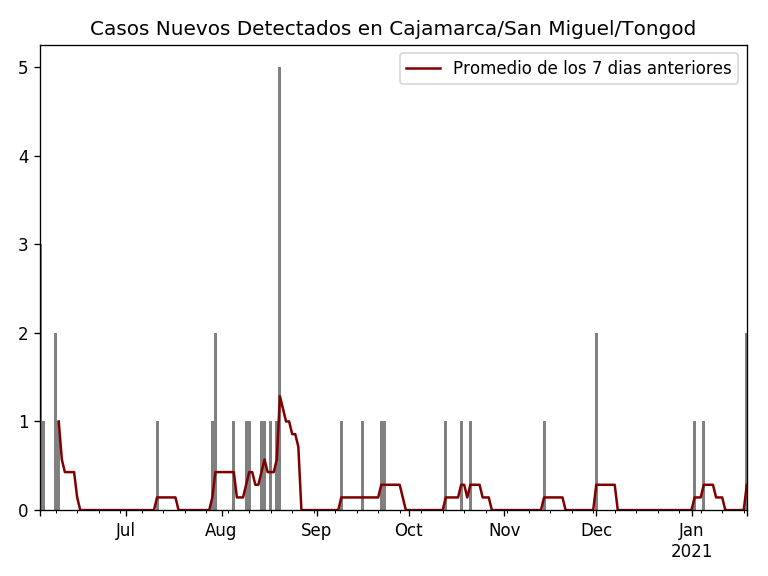 Casos Nuevos Detectados en Cajamarca/San Miguel/Tongod
Promedio de los 7 dias anteriores
5
4
3
2
1
0
Jul Aug Sep Oct Nov Dec Jan
2021